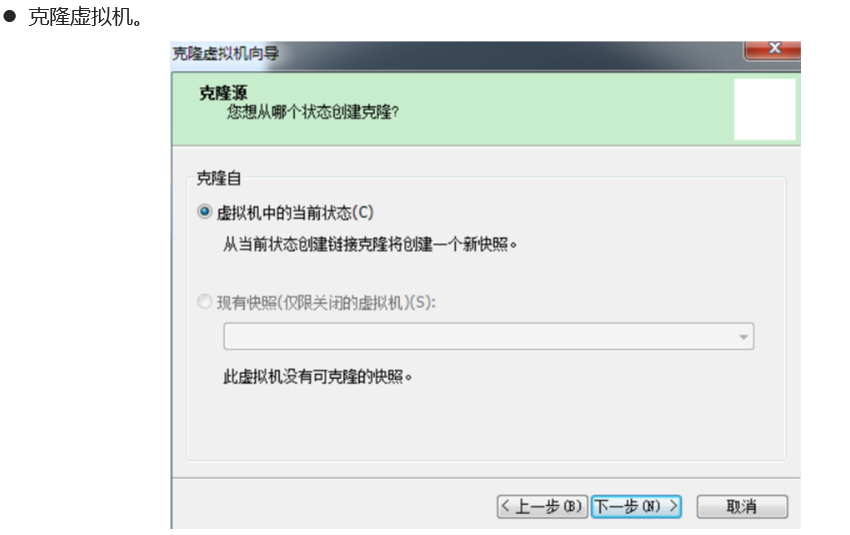 ● 克隆虚拟机。
克隆虚拟机向导
克隆源
您想从哪个状态创建克隆?
克隆自
虚拟机中的当前状态(C)
从当前状态创建链接克隆将创建一个新快照。
现有快照(仅限关闭的虚拟机)(S):
此虚拟机没有可克隆的快照。
< 上一步(B) 下一步(N) > 取消